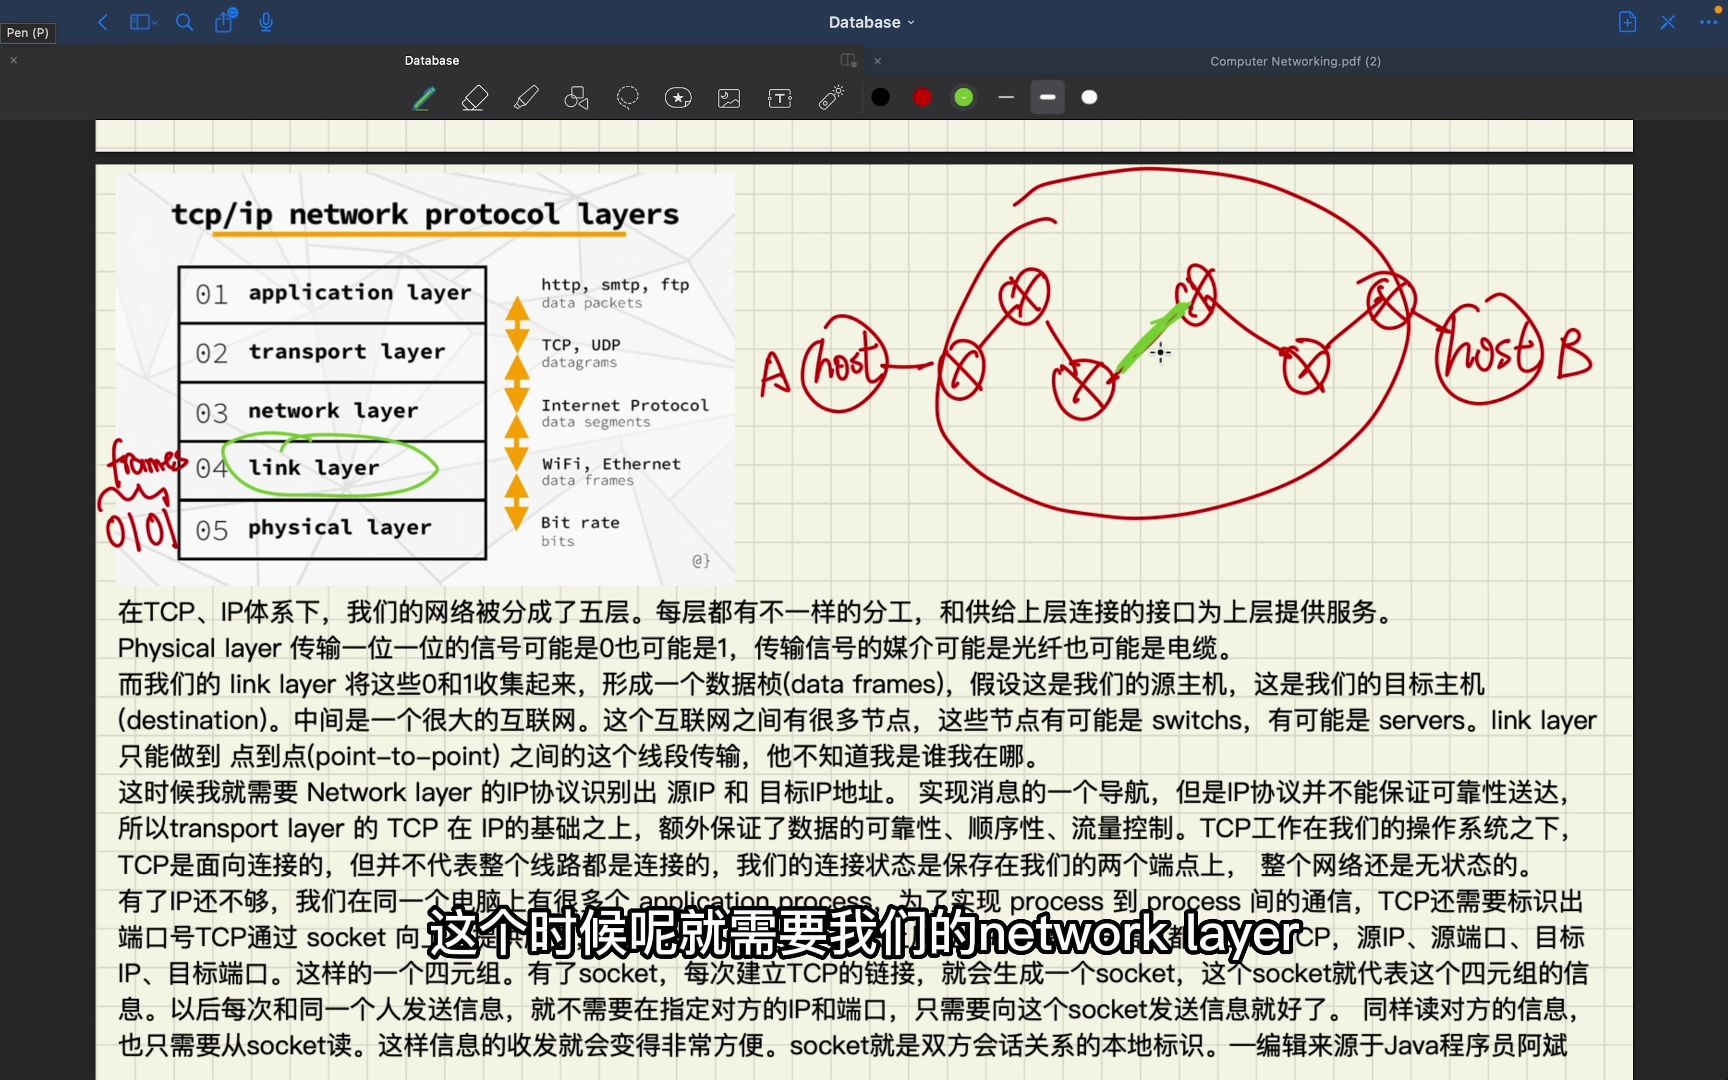 Database
Pen (P)
Database
Computer Networking.pdf (2)
tcp/ip network protocol layers
01 application layer
http, smtp, ftp
data packets
02 transport layer
TCP, UDP
datagrams
03 network layer
Internet Protocol
data segments
frames
04 link layer
WiFi, Ethernet
data frames
0101
05 physical layer
Bit rate
bits
@}
A host
host B
在TCP、IP体系下，我们的网络被分成了五层。每层都有不一样的分工，和供给上层连接的接口为上层提供服务。
Physical layer 传输一位一位的信号可能是0也可能是1，传输信号的媒介可能是光纤也可能是电缆。
而我们的 link layer 将这些0和1收集起来，形成一个数据桢(data frames)，假设这是我们的源主机，这是我们的目标主机
(destination)。中间是一个很大的互联网。这个互联网之间有很多节点，这些节点有可能是 switchs，有可能是 servers。link layer
只能做到 点到点(point-to-point) 之间的这个线段传输，他不知道我是谁我在哪。
这时候我就需要 Network layer 的IP协议识别出 源IP 和 目标IP地址。 实现消息的一个导航，但是IP协议并不能保证可靠性送达，
所以transport layer 的 TCP 在 IP的基础之上，额外保证了数据的可靠性、顺序性、流量控制。TCP工作在我们的操作系统之下，
TCP是面向连接的，但并不代表整个线路都是连接的，我们的连接状态是保存在我们的两个端点上， 整个网络还是无状态的。
有了IP还不够，我们在同一个电脑上有很多个 application process，为了实现 process 到 process 间的通信，TCP还需要标识出
端口号TCP通过 socket 向上 CP，源IP、源端口、目标
这个时候呢就需要我们的network layer
IP、目标端口。这样的一个四元组。有了socket，每次建立TCP的链接，就会生成一个socket，这个socket就代表这个四元组的信
息。以后每次和同一个人发送信息，就不需要在指定对方的IP和端口，只需要向这个socket发送信息就好了。 同样读对方的信息，
也只需要从socket读。这样信息的收发就会变得非常方便。socket就是双方会话关系的本地标识。—编辑来源于Java程序员阿斌